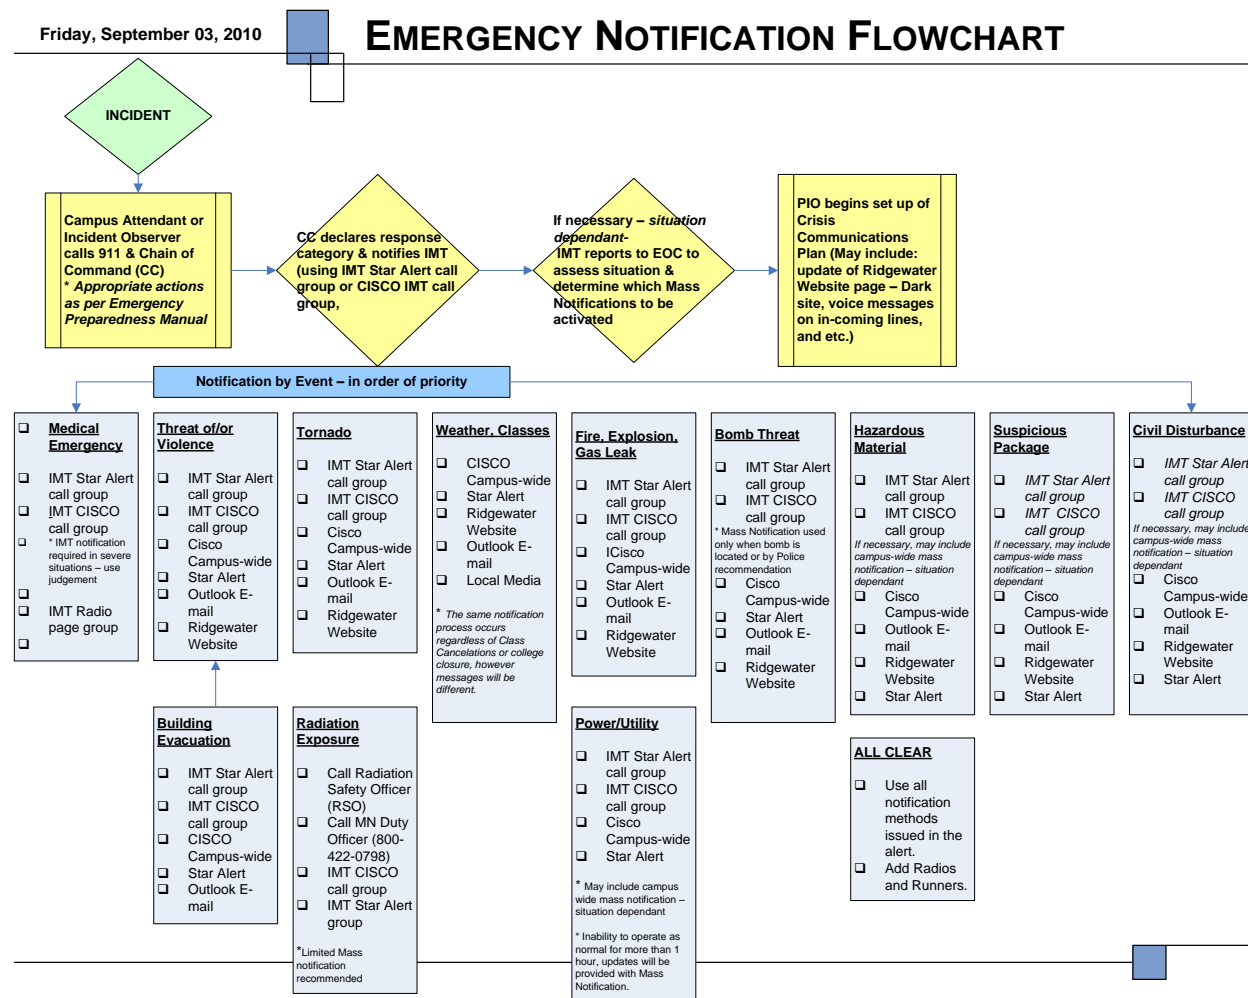 Friday, September 03, 2010
EMERGENCY NOTIFICATION FLOWCHART
INCIDENT
Campus Attendant or
Incident Observer
calls 911 & Chain of
Command (CC)
* Appropriate actions
as per Emergency
Preparedness Manual
CC declares response
category & notifies IMT
(using IMT Star Alert call
group or CISCO IMT call
group,
If necessary – situation
dependant-
IMT reports to EOC to
assess situation &
determine which Mass
Notifications to be
activated
PIO begins set up of
Crisis
Communications
Plan (May include:
update of Ridgewater
Website page – Dark
site, voice messages
on in-coming lines,
and etc.)
Notification by Event – in order of priority
Medical
Emergency
IMT Star Alert
call group
IMT CISCO
call group
* IMT notification
required in severe
situations – use
judgement
IMT Radio
page group
Threat of/or
Violence
IMT Star Alert
call group
IMT CISCO
call group
Cisco
Campus-wide
Star Alert
Outlook E-
mail
Ridgewater
Website
Tornado
IMT Star Alert
call group
IMT CISCO
call group
Cisco
Campus-wide
Star Alert
Outlook E-
mail
Ridgewater
Website
Weather, Classes
CISCO
Campus-wide
Star Alert
Ridgewater
Website
Outlook E-
mail
Local Media
* The same notification
process occurs
regardless of Class
Cancelations or college
closure, however
messages will be
different.
Fire, Explosion,
Gas Leak
IMT Star Alert
call group
IMT CISCO
call group
ICisco
Campus-wide
Star Alert
Outlook E-
mail
Ridgewater
Website
Bomb Threat
IMT Star Alert
call group
IMT CISCO
call group
* Mass Notification used
only when bomb is
located or by Police
recommendation
Cisco
Campus-wide
Star Alert
Outlook E-
mail
Ridgewater
Website
Hazardous
Material
IMT Star Alert
call group
IMT CISCO
call group
If necessary, may include
campus-wide mass
notification – situation
dependant
Cisco
Campus-wide
Outlook E-
mail
Ridgewater
Website
Star Alert
Suspicious
Package
IMT Star Alert
call group
IMT CISCO
call group
If necessary, may include
campus-wide mass
notification – situation
dependant
Cisco
Campus-wide
Outlook E-
mail
Ridgewater
Website
Star Alert
Civil Disturbance
IMT Star Alert
call group
IMT CISCO
call group
If necessary, may include
campus-wide mass
notification – situation
dependant
Cisco
Campus-wide
Outlook E-
mail
Ridgewater
Website
Star Alert
Building
Evacuation
IMT Star Alert
call group
IMT CISCO
call group
CISCO
Campus-wide
Star Alert
Outlook E-
mail
Radiation
Exposure
Call Radiation
Safety Officer
(RSO)
Call MN Duty
Officer (800-
422-0798)
IMT CISCO
call group
IMT Star Alert
group
*Limited Mass
notification
recommended
Power/Utility
IMT Star Alert
call group
IMT CISCO
call group
Cisco
Campus-wide
Star Alert
* May include campus
wide mass notification –
situation dependant
* Inability to operate as
normal for more than 1
hour, updates will be
provided with Mass
Notification.
ALL CLEAR
Use all
notification
methods
issued in the
alert.
Add Radios
and Runners.